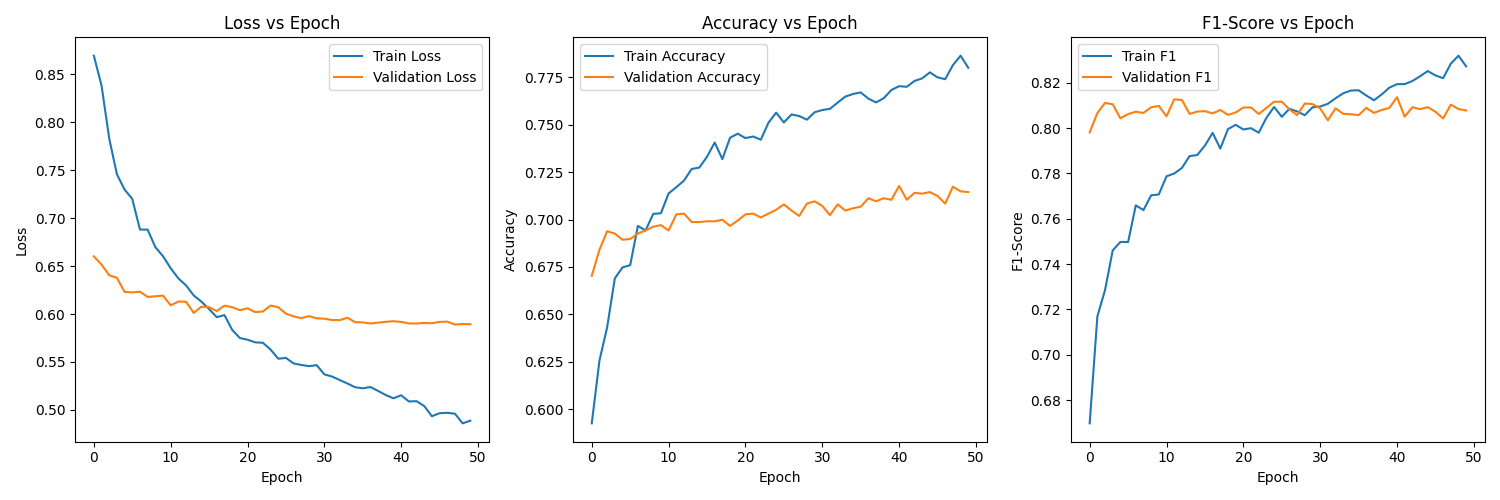 Loss vs Epoch
Train Loss
Validation Loss
0.85
0.80
0.75
0.70
0.65
0.60
0.55
0.50
Loss
0 10 20 30 40 50
Epoch
Accuracy vs Epoch
Train Accuracy
Validation Accuracy
0.775
0.750
0.725
0.700
0.675
0.650
0.625
0.600
Accuracy
0 10 20 30 40 50
Epoch
F1-Score vs Epoch
Train F1
Validation F1
0.82
0.80
0.78
0.76
0.74
0.72
0.70
0.68
F1-Score
0 10 20 30 40 50
Epoch